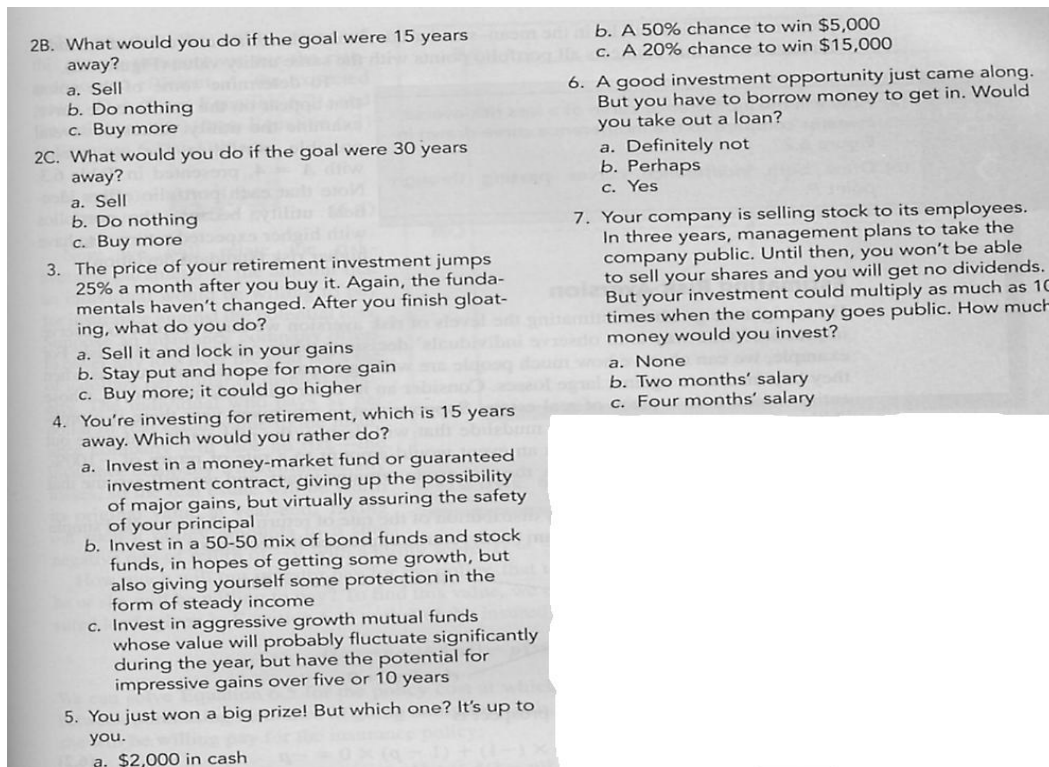 2B. What would you do if the goal were 15 years
away?
a. Sell
b. Do nothing
c. Buy more
2C. What would you do if the goal were 30 years
away?
a. Sell
b. Do nothing
c. Buy more
3. The price of your retirement investment jumps
25% a month after you buy it. Again, the funda-
mentals haven't changed. After you finish gloat-
ing, what do you do?
a. Sell it and lock in your gains
b. Stay put and hope for more gain
c. Buy more; it could go higher
4. You're investing for retirement, which is 15 years
away. Which would you rather do?
a. Invest in a money-market fund or guaranteed
investment contract, giving up the possibility
of major gains, but virtually assuring the safety
of your principal
b. Invest in a 50-50 mix of bond funds and stock
funds, in hopes of getting some growth, but
also giving yourself some protection in the
form of steady income
c. Invest in aggressive growth mutual funds
whose value will probably fluctuate significantly
during the year, but have the potential for
impressive gains over five or 10 years
5. You just won a big prize! But which one? It's up to
you.
a. $2,000 in cash
b. A 50% chance to win $5,000
c. A 20% chance to win $15,000
6. A good investment opportunity just came along.
But you have to borrow money to get in. Would
you take out a loan?
a. Definitely not
b. Perhaps
c. Yes
7. Your company is selling stock to its employees.
In three years, management plans to take the
company public. Until then, you won't be able
to sell your shares and you will get no dividends.
But your investment could multiply as much as 10
times when the company goes public. How much
money would you invest?
a. None
b. Two months' salary
c. Four months' salary